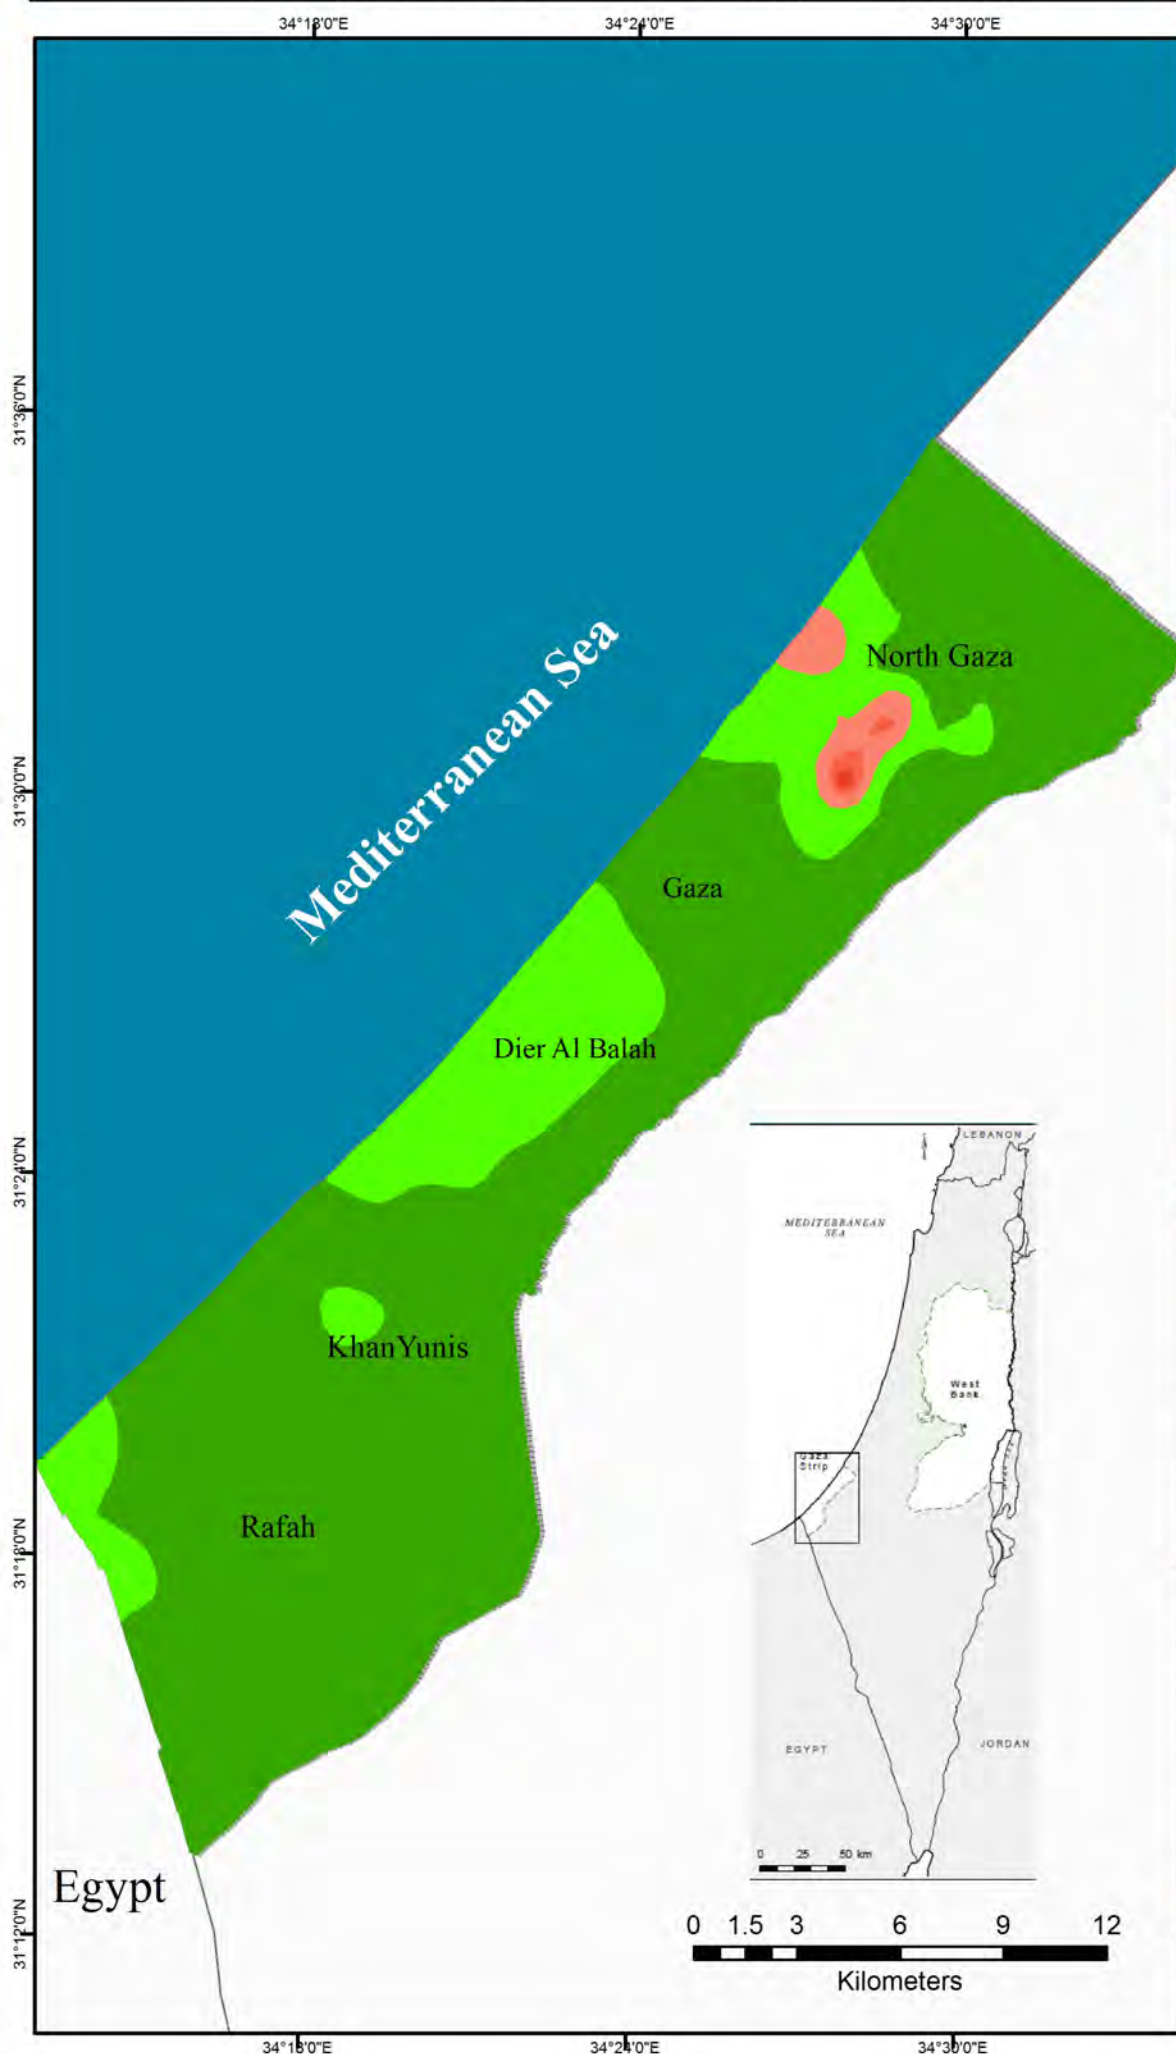 34°18'0"E 34°24'0"E 34°30'0"E
31°36'0"N
North Gaza
Mediterranean Sea
31°30'0"N
Gaza
Dier Al Balah
31°24'0"N
KhanYunis
Rafah
31°18'0"N
Egypt
31°12'0"N
LEBANON
MEDITERRANEAN
SEA
West
Bank
Gaza
Strip
EGYPT
JORDAN
0 25 50 km
0 1.5 3 6 9 12
Kilometers
34°18'0"E 34°24'0"E 34°30'0"E